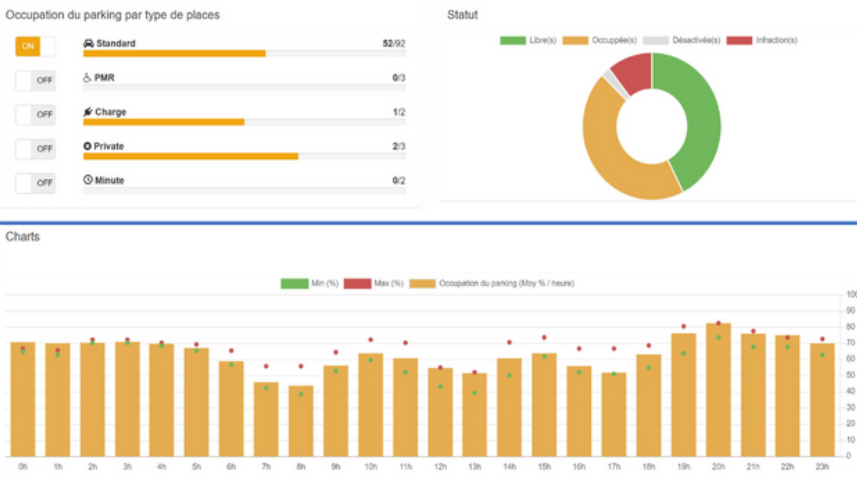 Occupation du parking par type de places
ON Standard 52/92
OFF PMR 0/3
OFF Charge 1/2
OFF Private 2/3
OFF Minute 0/2
Statut
Libre(s) Occuppée(s) Désactivée(s) Infraction(s)
Charts
Min (%) Max (%) Occupation du parking (Moy % / heure)
100
90
80
70
60
50
40
30
20
10
0
0h 1h 2h 3h 4h 5h 6h 7h 8h 9h 10h 11h 12h 13h 14h 15h 16h 17h 18h 19h 20h 21h 22h 23h